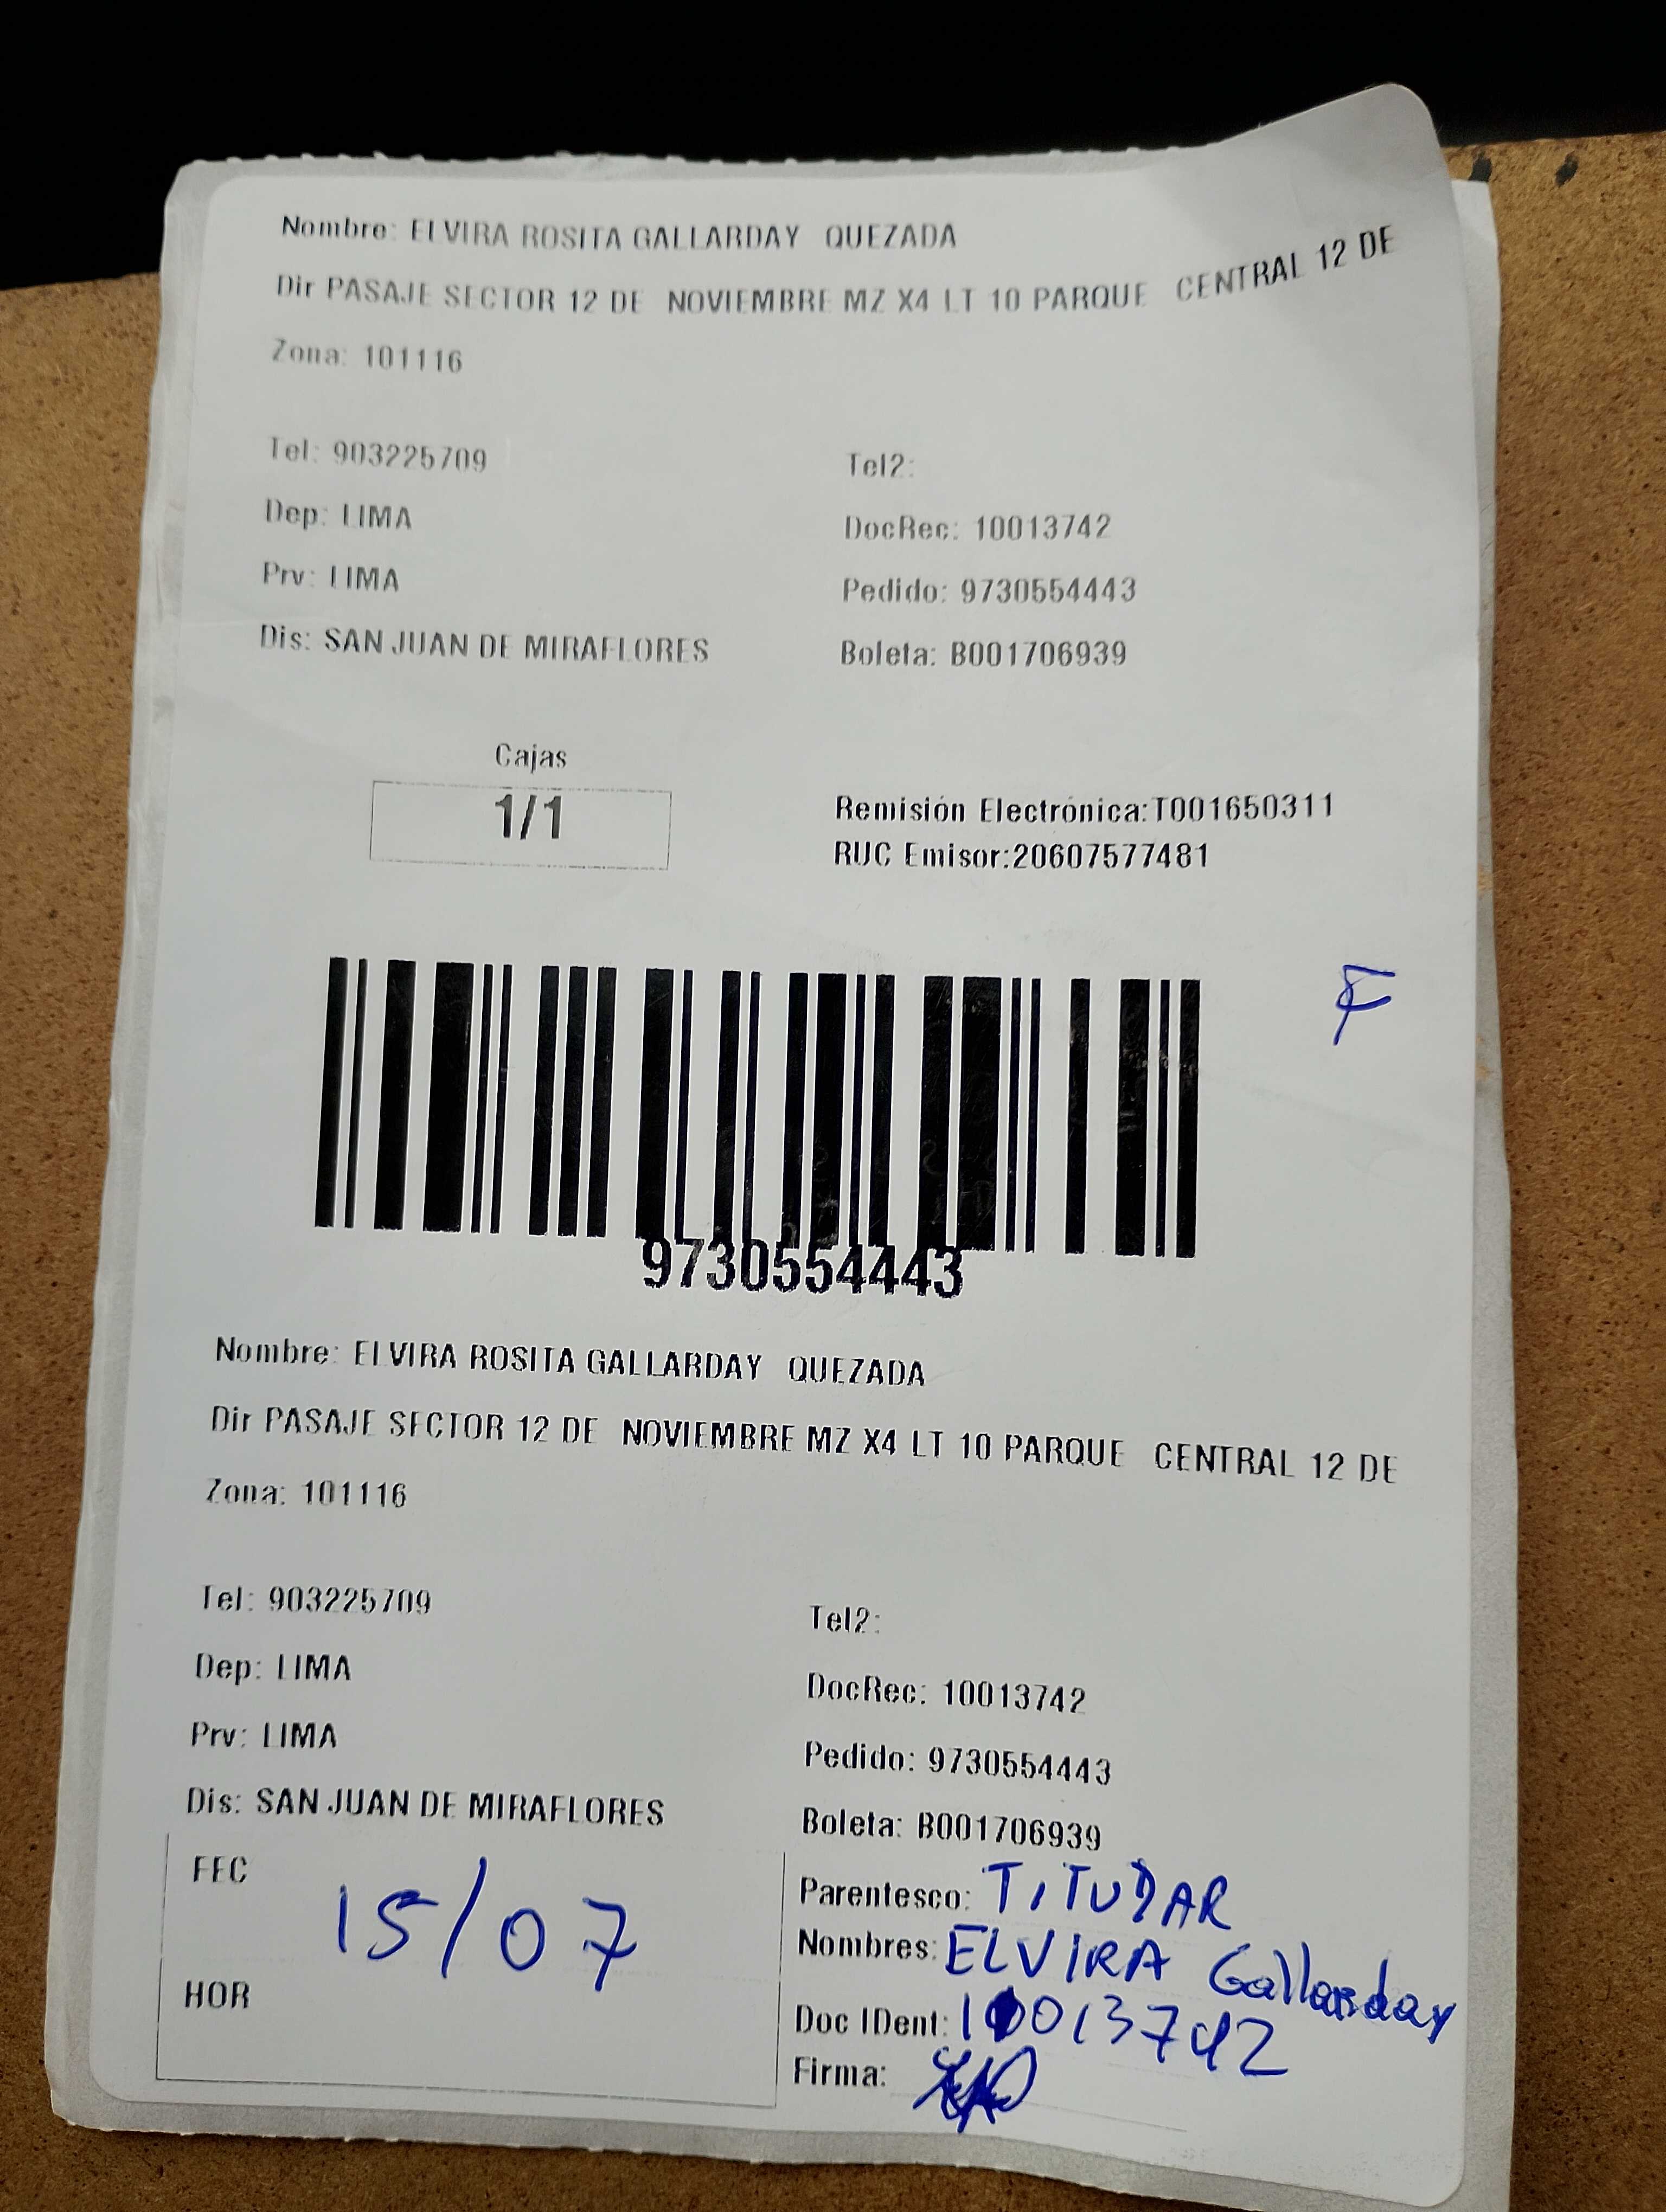 Nombre: ELVIRA ROSITA GALLARDAY QUEZADA
Dir PASAJE SECTOR 12 DE NOVIEMBRE MZ X4 LT 10 PARQUE CENTRAL 12 DE
Zona: 101116
Tel: 903225709 Tel2:
Dep: LIMA DocRec: 10013742
Prv: LIMA Pedido: 9730554443
Dis: SAN JUAN DE MIRAFLORES Boleta: B001706939
Cajas
1/1
Remisión Electrónica:T001650311
RUC Emisor:20607577481
F
9730554443
Nombre: ELVIRA ROSITA GALLARDAY QUEZADA
Dir PASAJE SECTOR 12 DE NOVIEMBRE MZ X4 LT 10 PARQUE CENTRAL 12 DE
Zona: 101116
Tel: 903225709 Tel2:
Dep: LIMA DocRec: 10013742
Prv: LIMA Pedido: 9730554443
Dis: SAN JUAN DE MIRAFLORES Boleta: B001706939
FEC 15/07
HOR
Parentesco: TITULAR
Nombres: ELVIRA Gallarday
Doc IDent: 10013742
Firma: